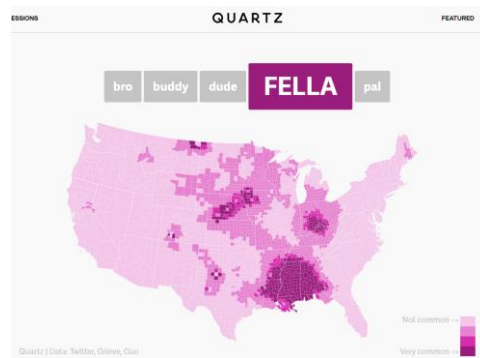 ESSIONS QUARTZ FEATURED
bro buddy dude FELLA pal
Not common →
Very common →
Quartz | Data: Twitter, Grieve, Guo